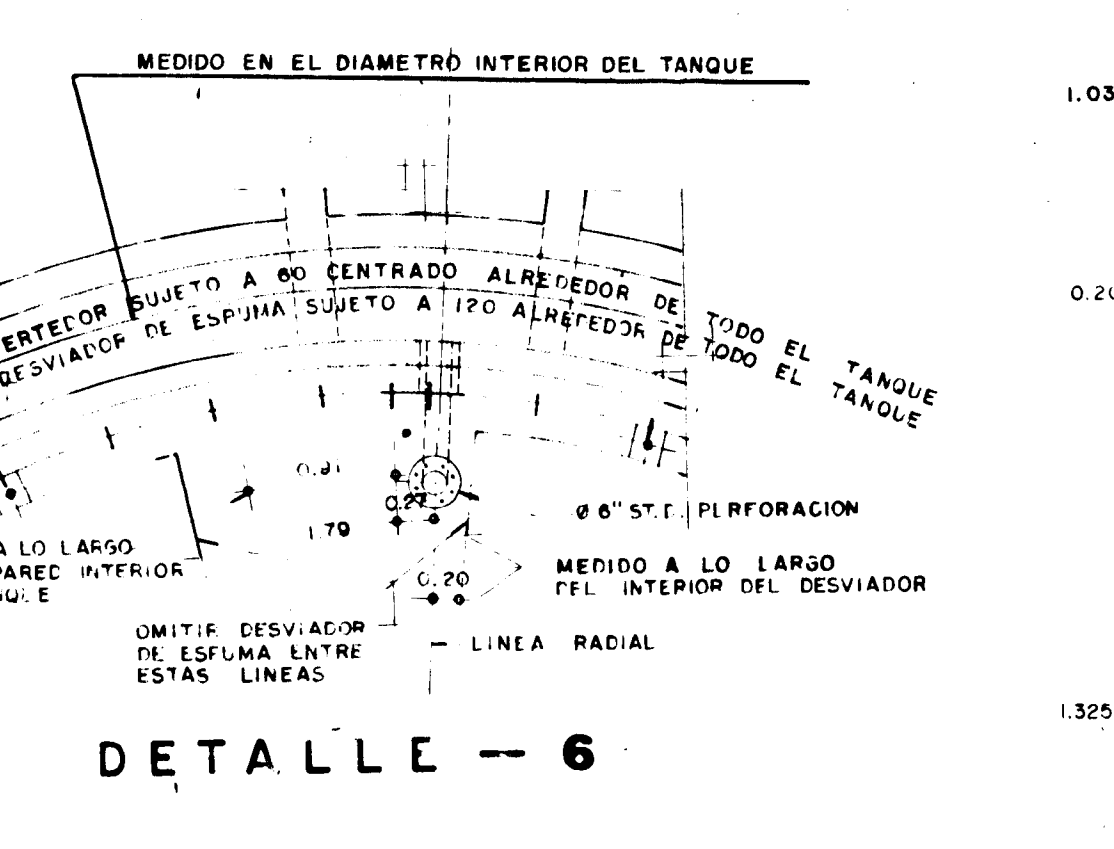 MEDIDO EN EL DIAMETRO INTERIOR DEL TANQUE
1.03
ERTEDOR SUJETO A 60 CENTRADO ALREDEDOR DE TODO EL TANQUE
DESVIADOR DE ESPUMA SUJETO A 120 ALREDEDOR DE TODO EL TANQUE
0.81
0.27
1.79
Ø 6" ST.D. PERFORACION
A LO LARGO
PARED INTERIOR
MEDIDO A LO LARGO
DEL INTERIOR DEL DESVIADOR
0.20
OMITIR DESVIADOR
DE ESPUMA ENTRE
ESTAS LINEAS
LINEA RADIAL
1.325
DETALLE - 6